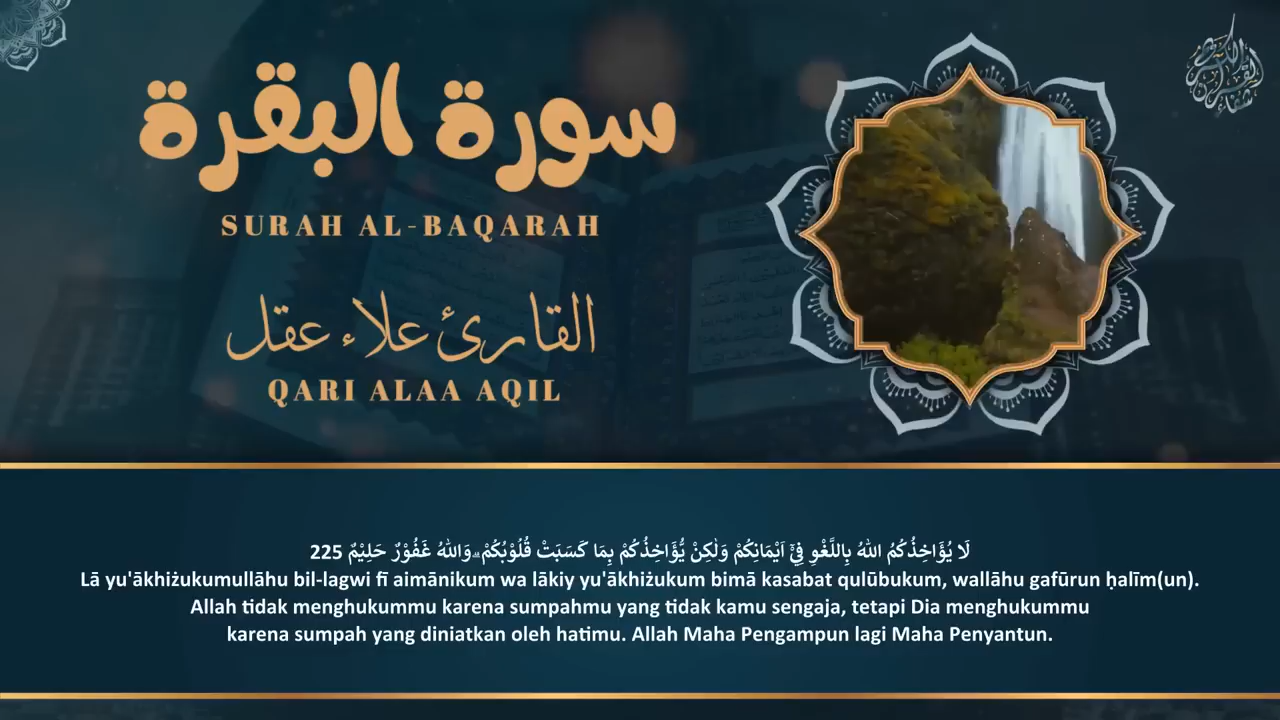 سورة البقرة
SURAH AL-BAQARAH
القارئ علاء عقل
QARI ALAA AQIL
لَا يُؤَاخِذُكُمُ اللّٰهُ بِاللَّغْوِ فِيْٓ اَيْمَانِكُمْ وَلٰكِنْ يُّؤَاخِذُكُمْ بِمَا كَسَبَتْ قُلُوْبُكُمْ ۗ وَاللّٰهُ غَفُوْرٌ حَلِيْمٌ 225
Lā yu'ākhiżukumullāhu bil-lagwi fī aimānikum wa lākiy yu'ākhiżukum bimā kasabat qulūbukum, wallāhu gafūrun ḥalīm(un).
Allah tidak menghukummu karena sumpahmu yang tidak kamu sengaja, tetapi Dia menghukummu
karena sumpah yang diniatkan oleh hatimu. Allah Maha Pengampun lagi Maha Penyantun.